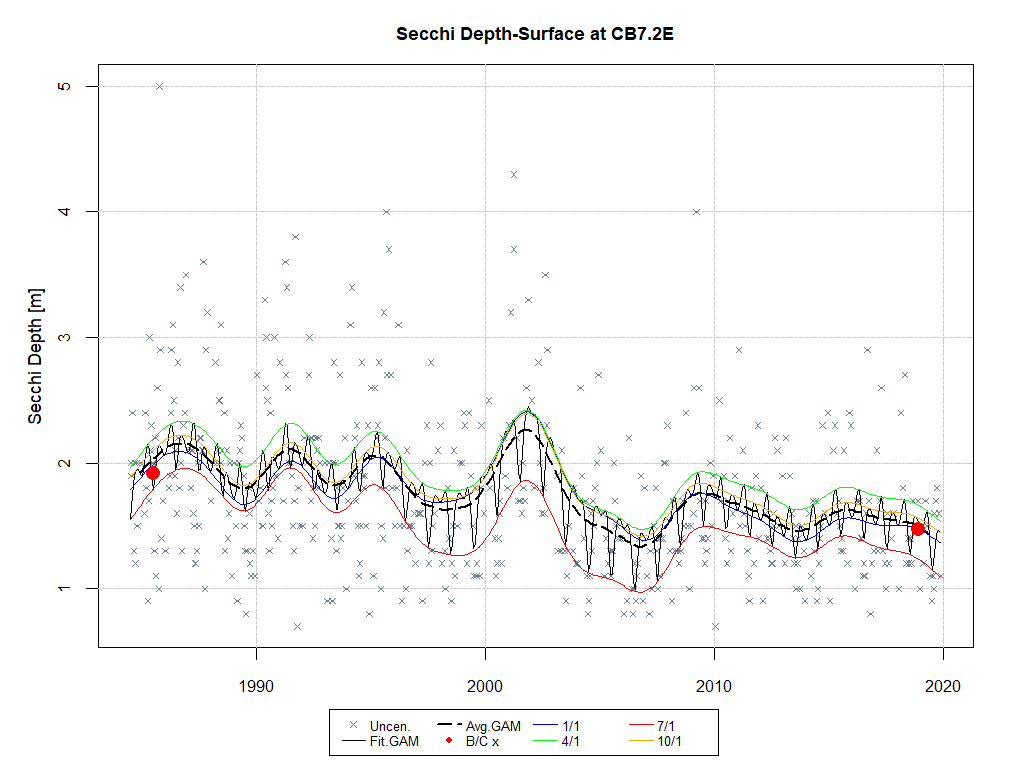 Secchi Depth-Surface at CB7.2E
Secchi Depth [m]
5
4
3
2
1
1990 2000 2010 2020
Uncen. Avg.GAM 1/1 7/1
Fit.GAM B/C x 4/1 10/1